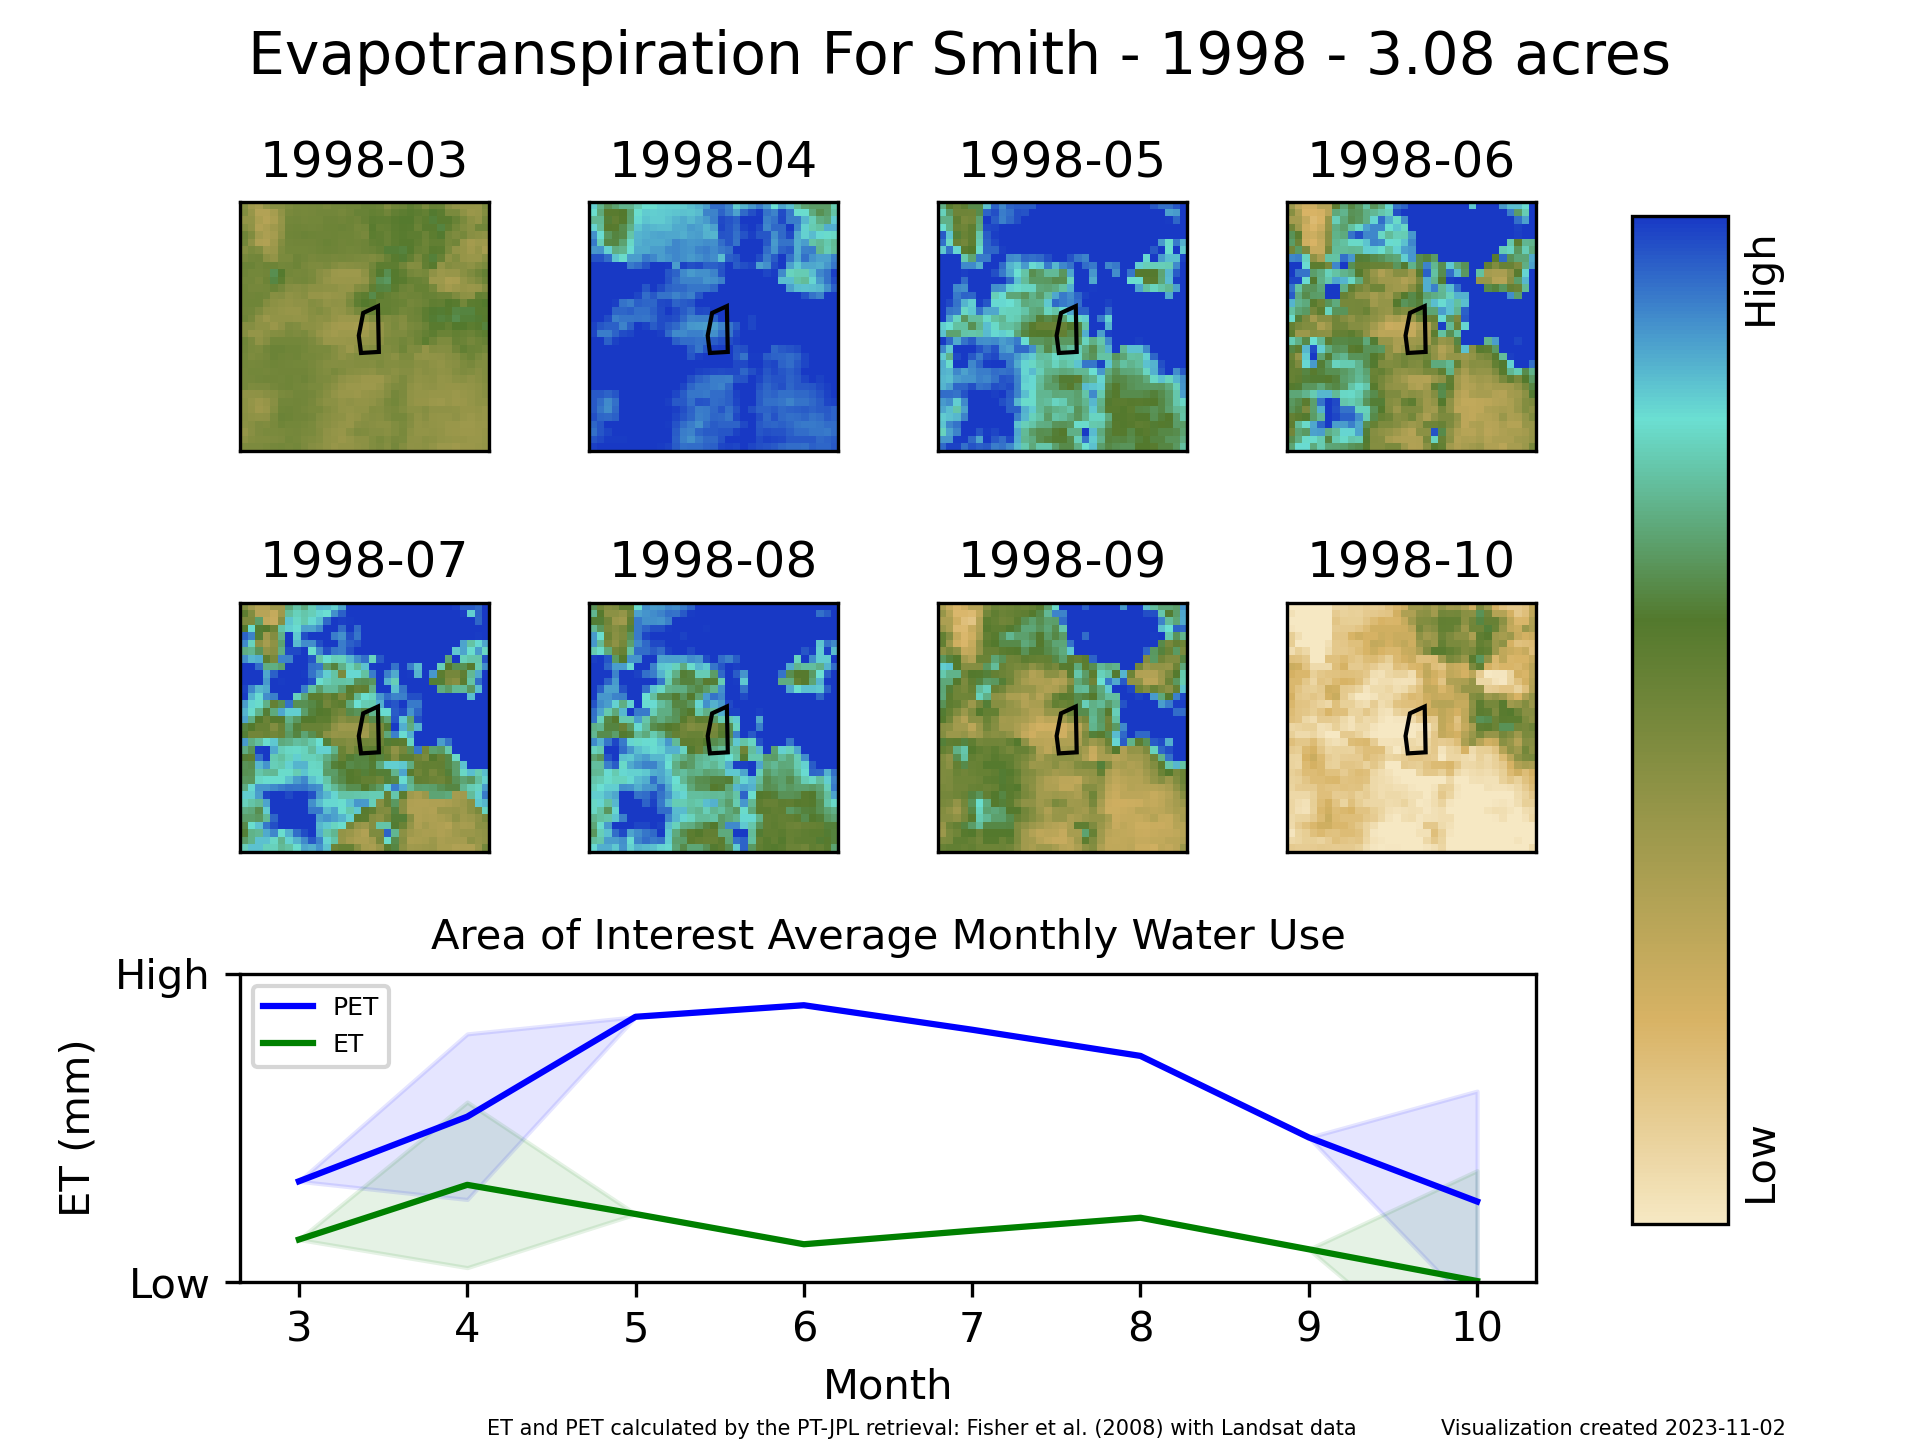 Evapotranspiration For Smith - 1998 - 3.08 acres
1998-03 1998-04 1998-05 1998-06
High
1998-07 1998-08 1998-09 1998-10
Low
Area of Interest Average Monthly Water Use
High
PET
ET
ET (mm)
Low
3 4 5 6 7 8 9 10
Month
ET and PET calculated by the PT-JPL retrieval: Fisher et al. (2008) with Landsat data
Visualization created 2023-11-02